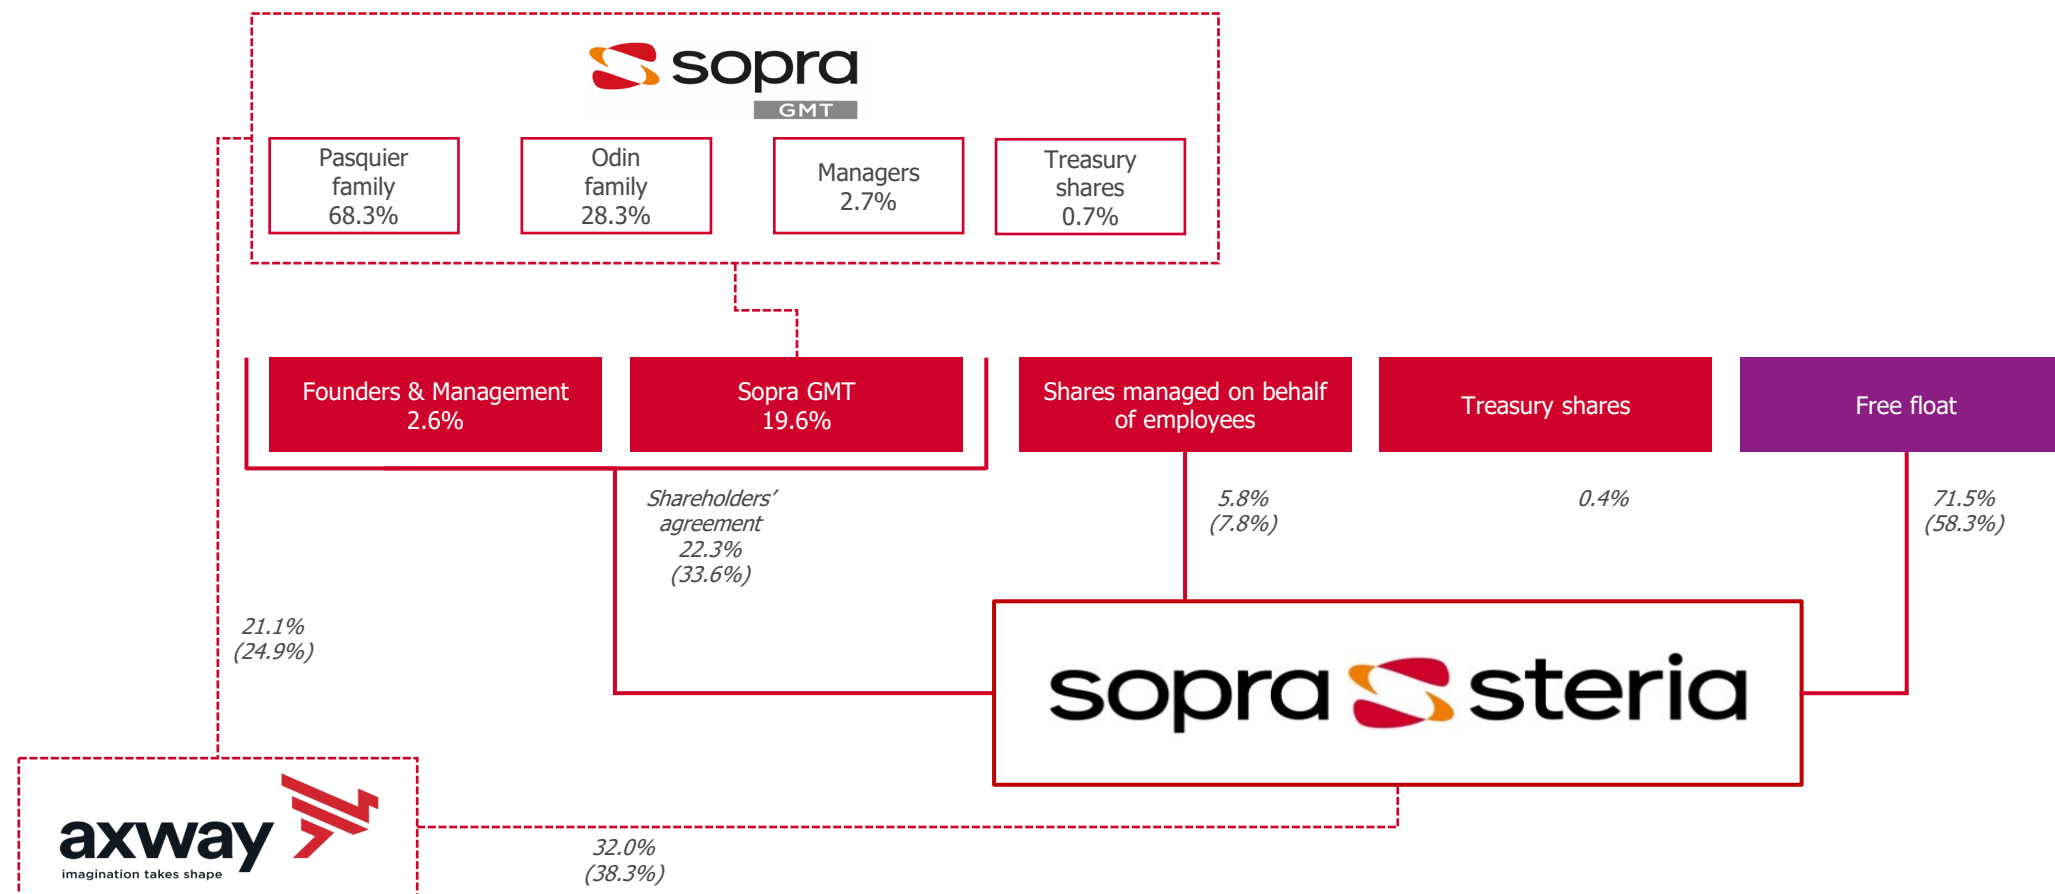 sopra
GMT
Pasquier
family
68.3%
Odin
family
28.3%
Managers
2.7%
Treasury
shares
0.7%
Founders & Management
2.6%
Sopra GMT
19.6%
Shares managed on behalf
of employees
Treasury shares
Free float
Shareholders’
agreement
22.3%
(33.6%)
5.8%
(7.8%)
0.4%
71.5%
(58.3%)
21.1%
(24.9%)
sopra steria
axway
imagination takes shape
32.0%
(38.3%)